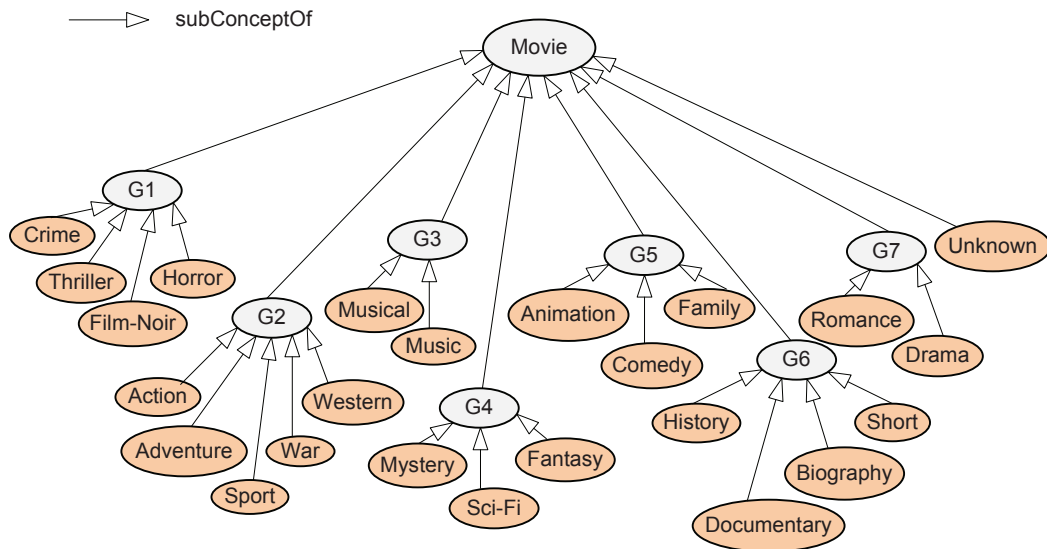 subConceptOf
Movie
G1
G2
G3
G4
G5
G6
G7
Unknown
Crime
Thriller
Film-Noir
Horror
Action
Adventure
Sport
War
Western
Musical
Music
Mystery
Sci-Fi
Fantasy
Animation
Comedy
Family
History
Documentary
Biography
Short
Romance
Drama